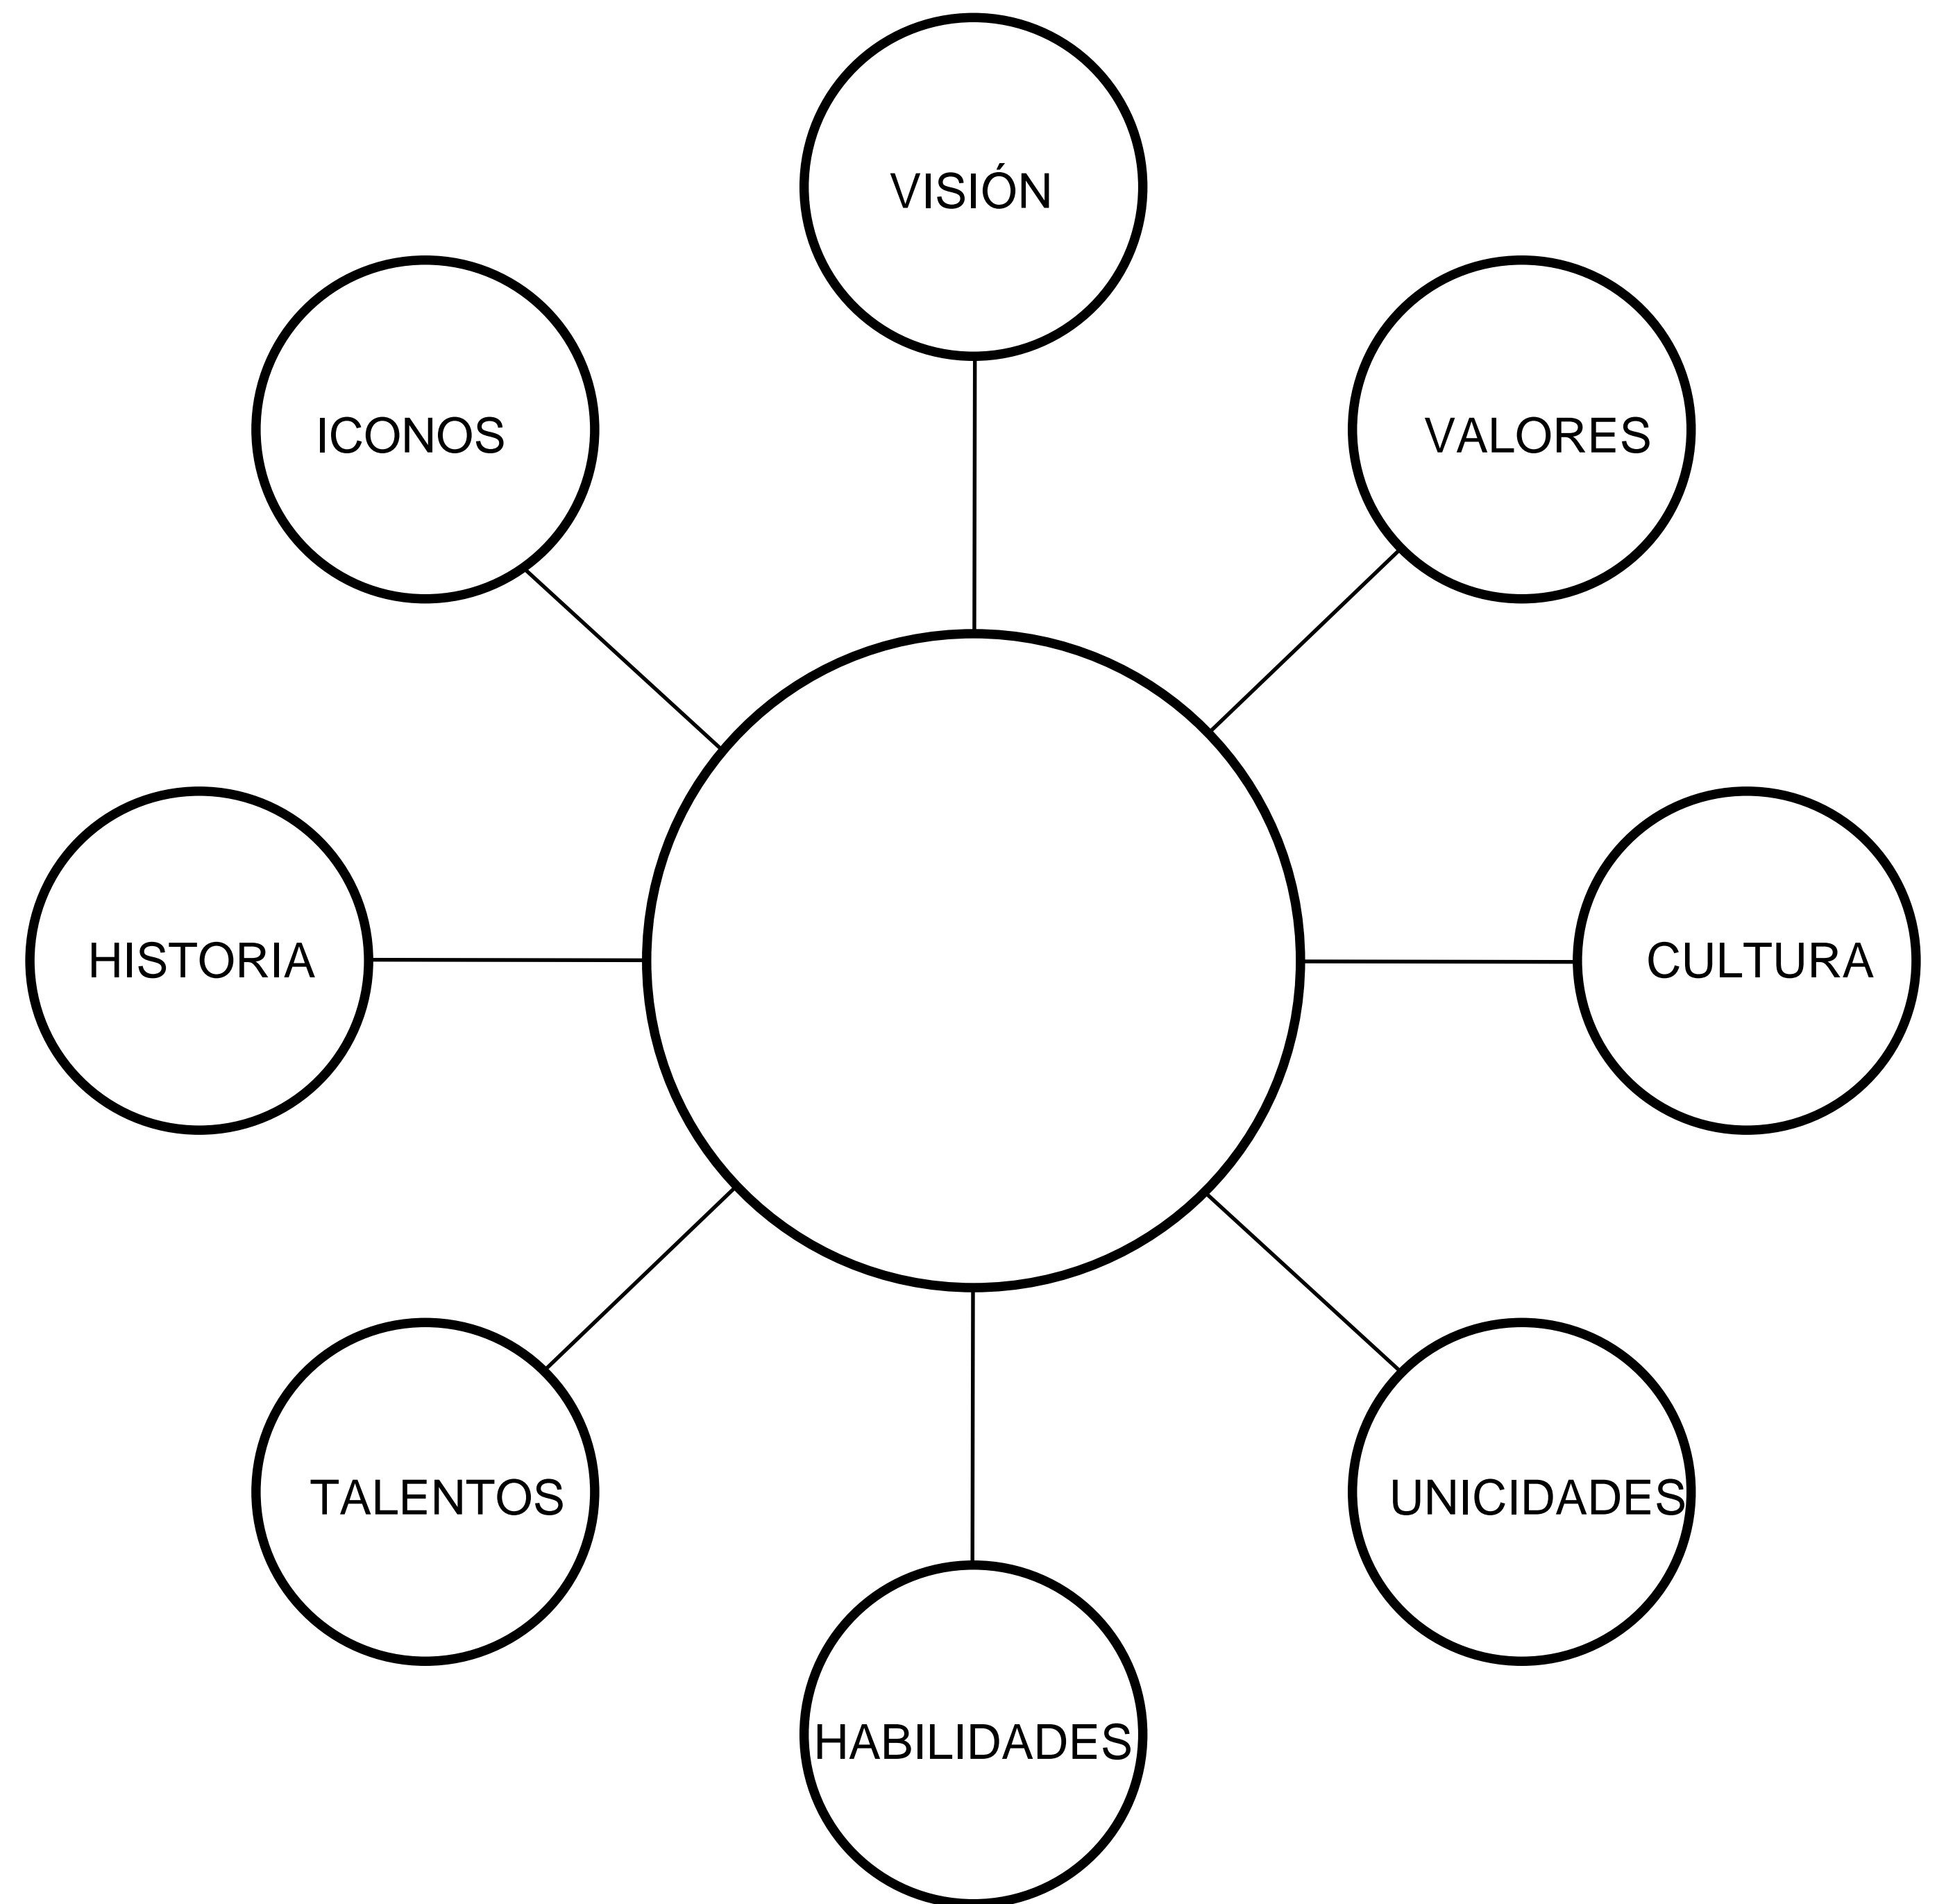 VISIÓN
ICONOS
VALORES
HISTORIA
CULTURA
TALENTOS
UNICIDADES
HABILIDADES